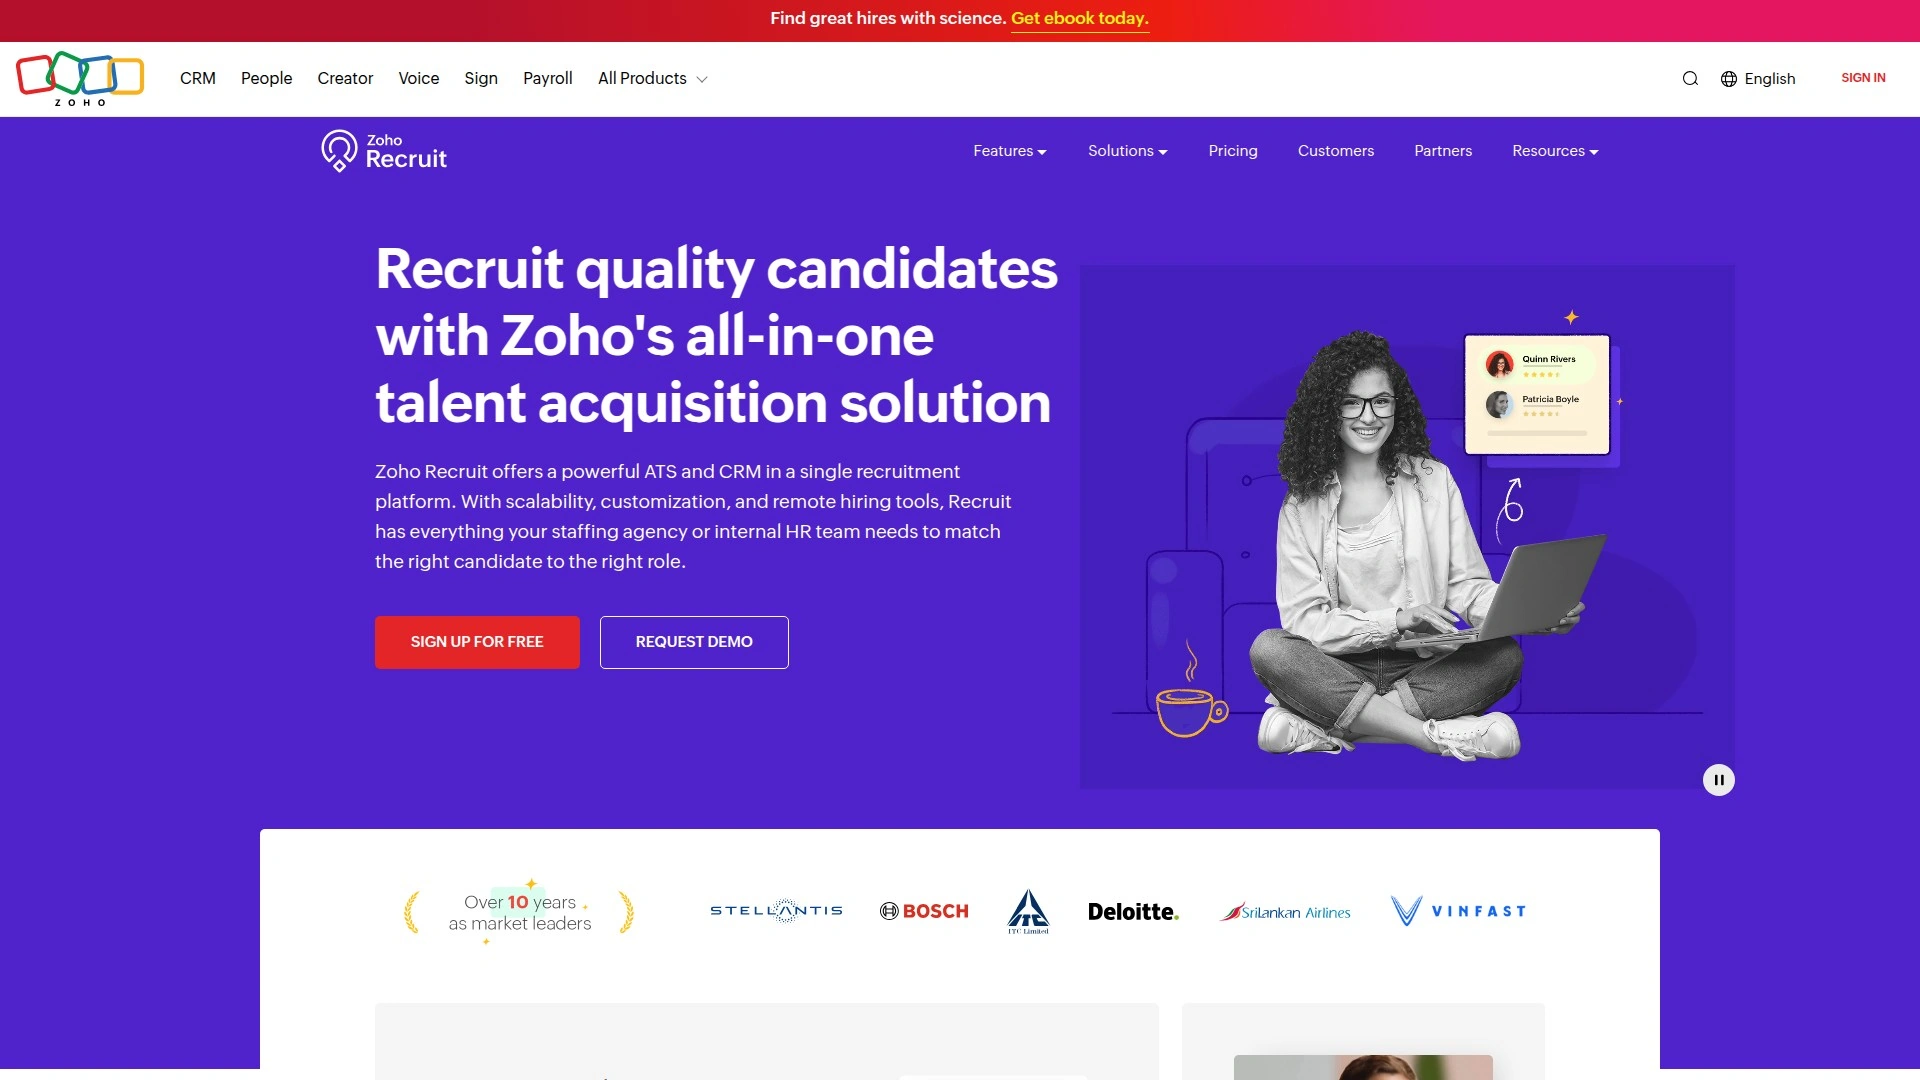 Find great hires with science. Get ebook today.
ZOHO
CRM People Creator Voice Sign Payroll All Products
English
SIGN IN
Zoho
Recruit
Features Solutions Pricing Customers Partners Resources
Recruit quality candidates
with Zoho's all-in-one
talent acquisition solution
Zoho Recruit offers a powerful ATS and CRM in a single recruitment
platform. With scalability, customization, and remote hiring tools, Recruit
has everything your staffing agency or internal HR team needs to match
the right candidate to the right role.
SIGN UP FOR FREE
REQUEST DEMO
Quinn Rivers
Patricia Boyle
Over 10 years
as market leaders
STELLANTIS
BOSCH
ITC Limited
Deloitte.
SriLankan Airlines
VINFAST